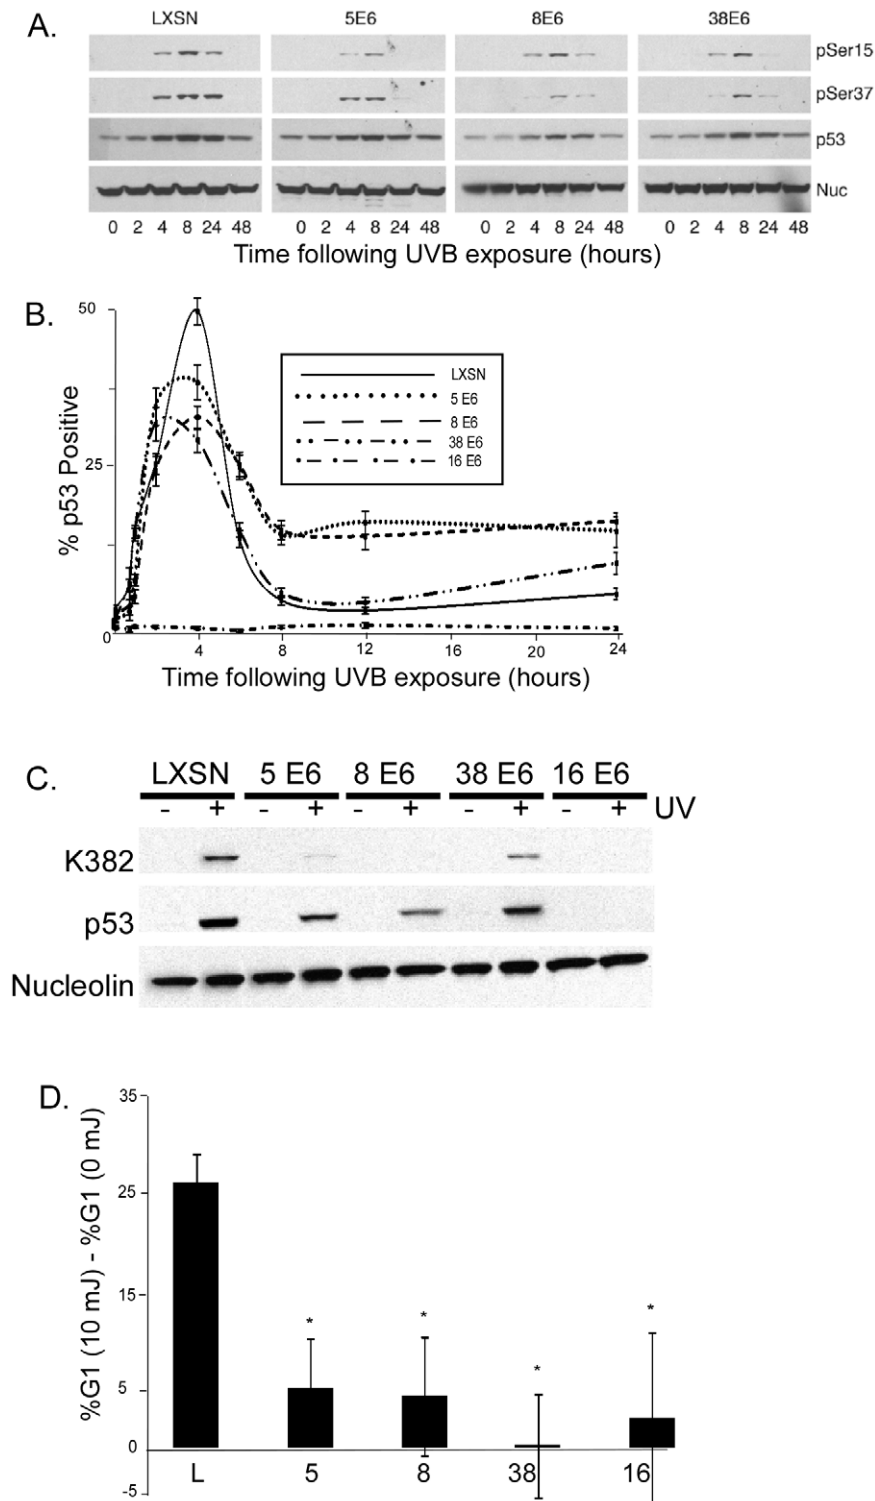 A.
LXSN 5E6 8E6 38E6
pSer15
pSer37
p53
Nuc
0 2 4 8 24 48 0 2 4 8 24 48 0 2 4 8 24 48 0 2 4 8 24 48
Time following UVB exposure (hours)
B.
50
25
0
% p53 Positive
LXSN
5 E6
8 E6
38 E6
16 E6
4 8 12 16 20 24
Time following UVB exposure (hours)
C.
LXSN 5 E6 8 E6 38 E6 16 E6
- + - + - + - + - + UV
K382
p53
Nucleolin
D.
%G1 (10 mJ) - %G1 (0 mJ)
35
25
15
5
0
-5
* * * *
L 5 8 38 16